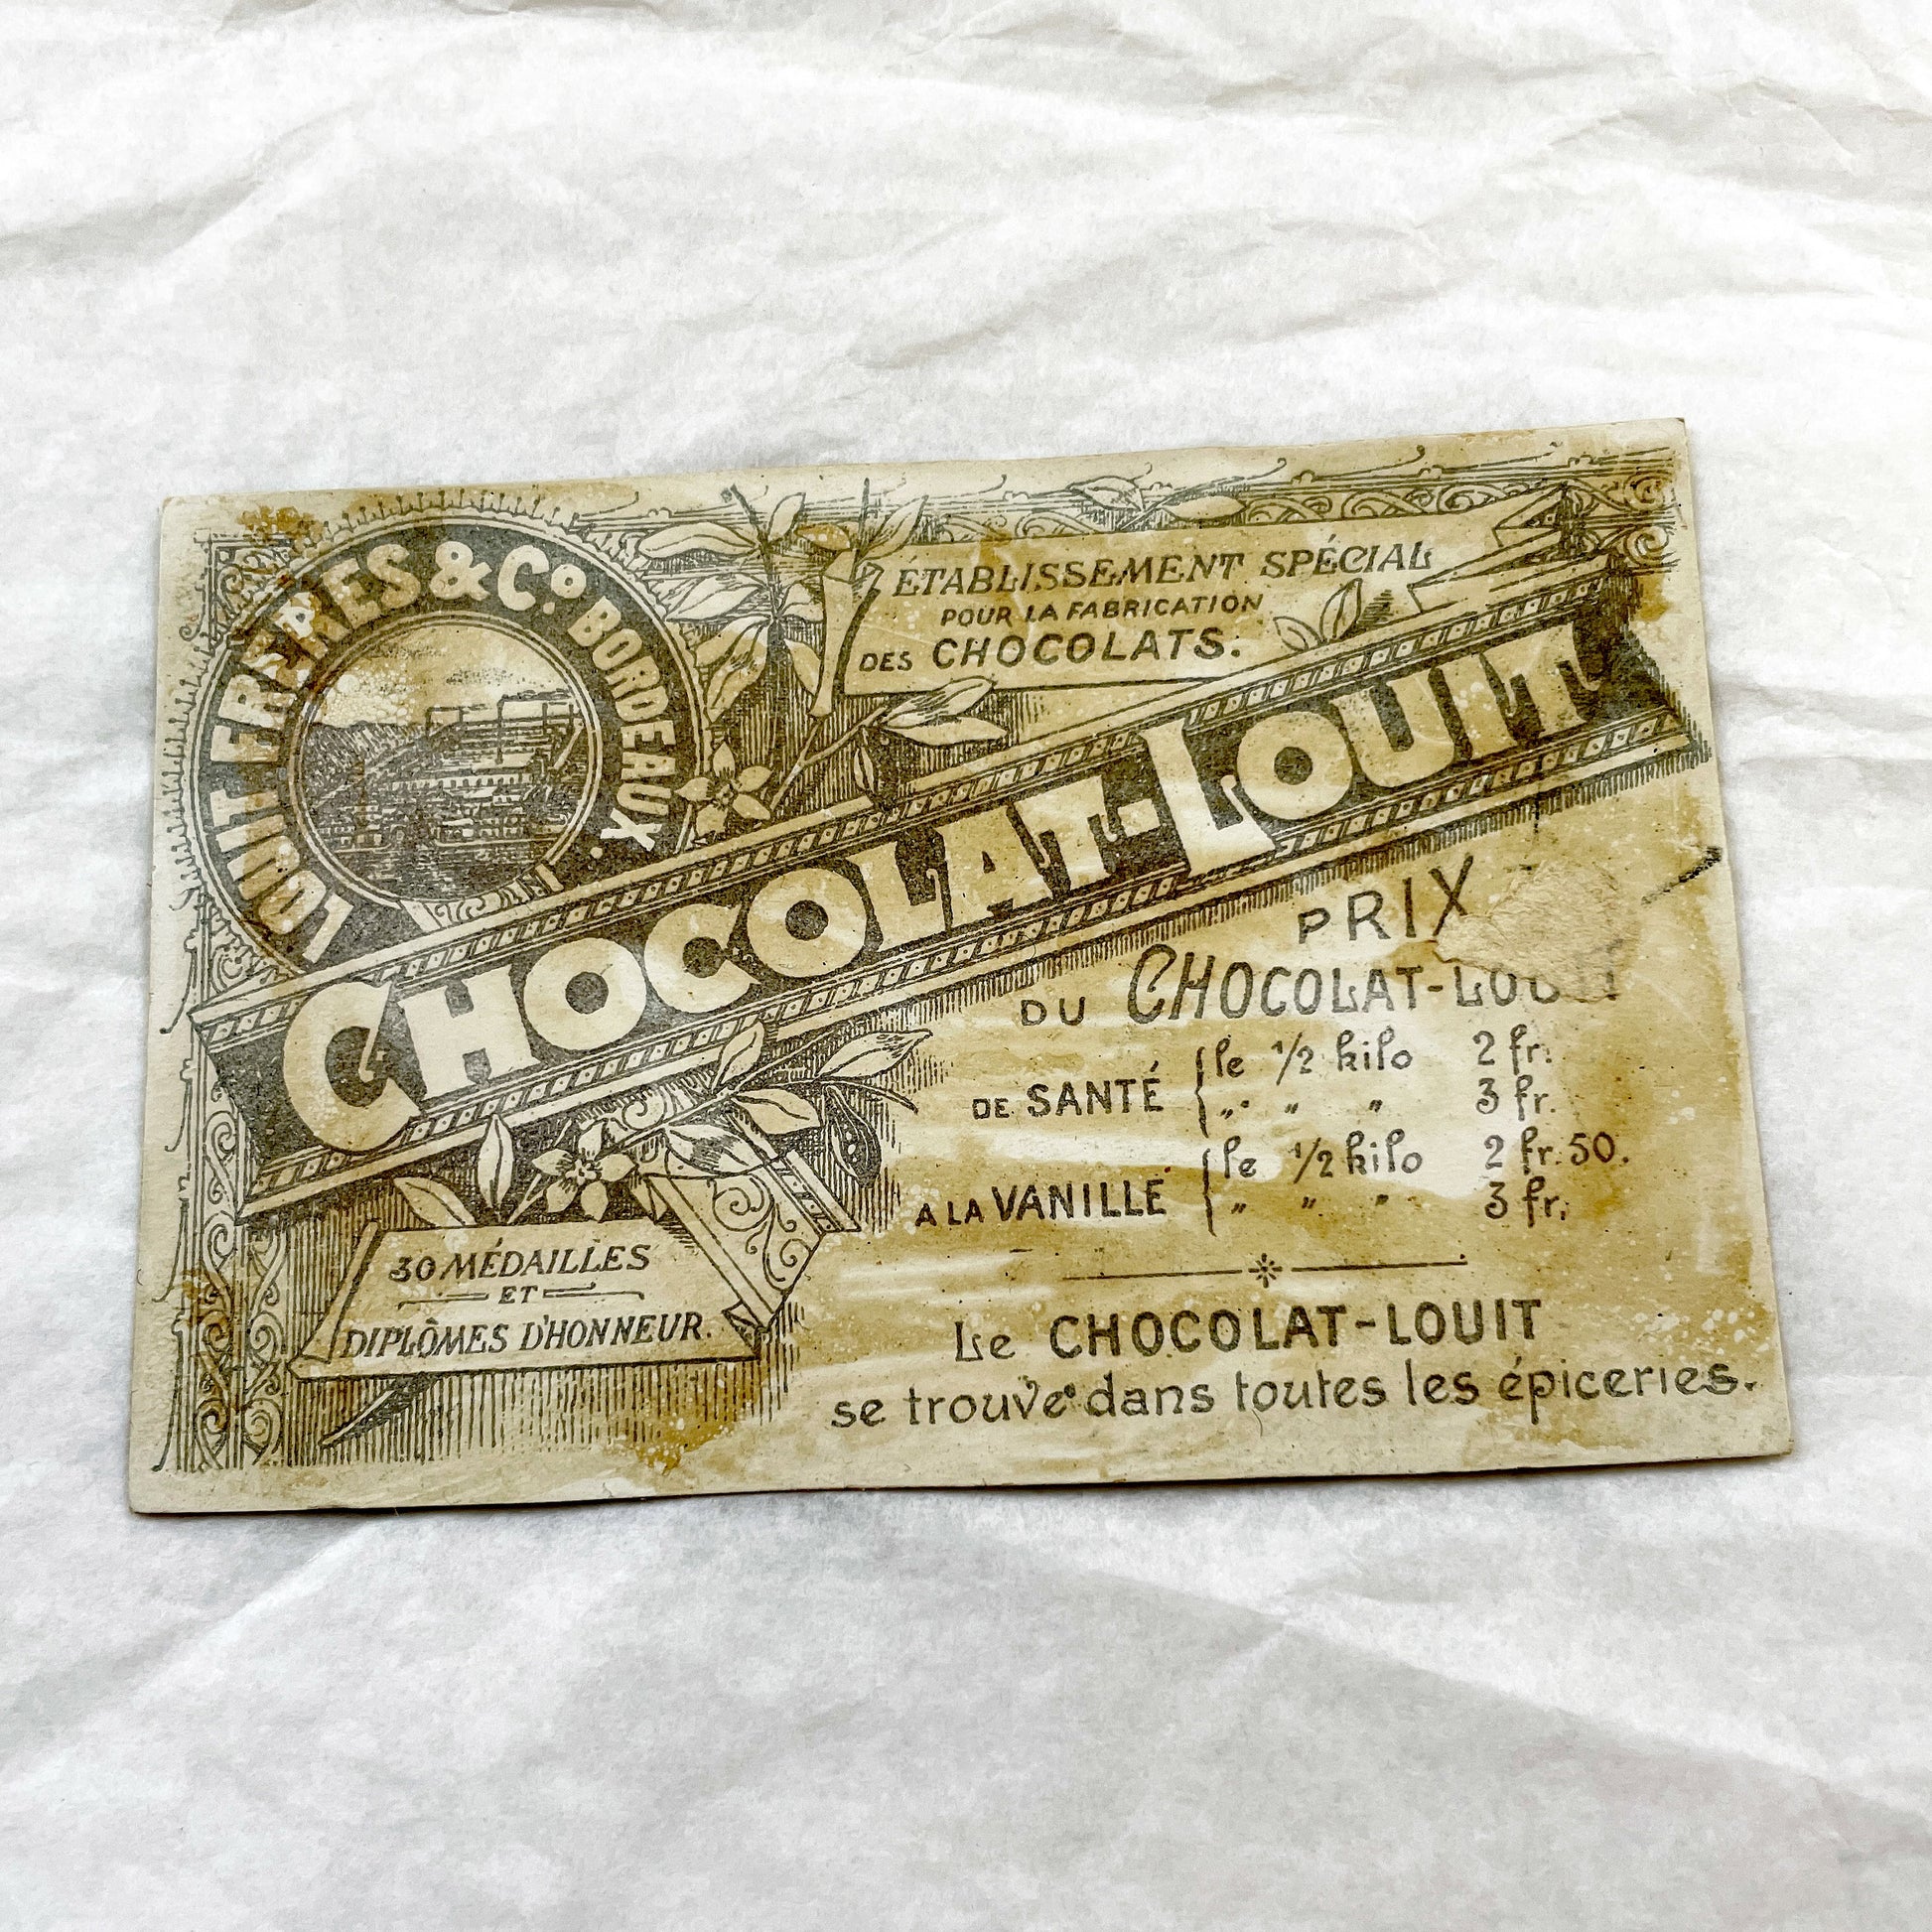 LOUIT FRERES & Cº. BORDEAUX.
ÉTABLISSEMENT SPÉCIAL
POUR LA FABRICATION
DES CHOCOLATS.
CHOCOLAT-LOUIT
PRIX
DU CHOCOLAT-LOUIT
DE SANTÉ { le 1/2 kilo 2 fr.
„ „ „ 3 fr.
A LA VANILLE { le 1/2 kilo 2 fr. 50.
„ „ „ 3 fr.
30 MÉDAILLES
ET
DIPLÔMES D'HONNEUR.
Le CHOCOLAT-LOUIT
se trouve dans toutes les épiceries.